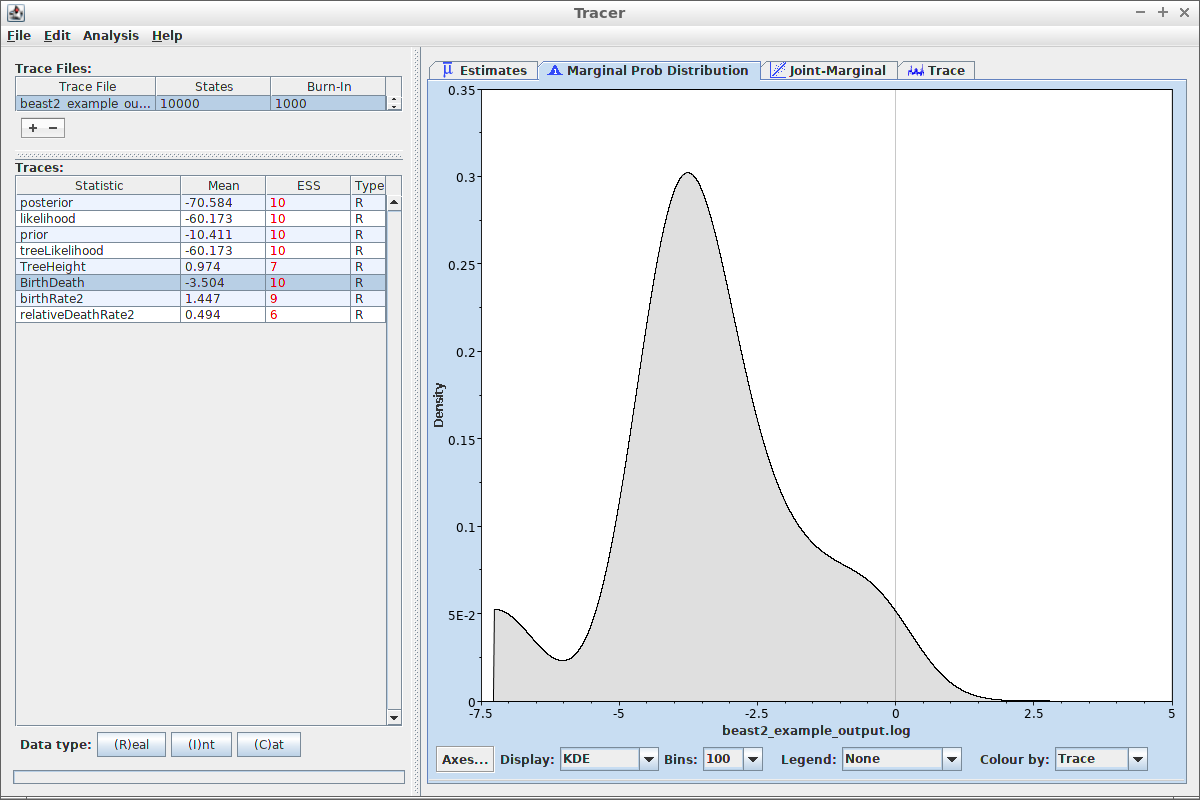 Tracer
File Edit Analysis Help
Trace Files:
Trace File States Burn-In
beast2_example_ou... 10000 1000
+ −
Traces:
Statistic Mean ESS Type
posterior -70.584 10 R
likelihood -60.173 10 R
prior -10.411 10 R
treeLikelihood -60.173 10 R
TreeHeight 0.974 7 R
BirthDeath -3.504 10 R
birthRate2 1.447 9 R
relativeDeathRate2 0.494 6 R
Data type: (R)eal (I)nt (C)at
μ Estimates Marginal Prob Distribution Joint-Marginal Trace
0.35
0.3
0.25
0.2
0.15
0.1
5E-2
0
Density
-7.5 -5 -2.5 0 2.5 5
beast2_example_output.log
Axes... Display: KDE Bins: 100 Legend: None Colour by: Trace